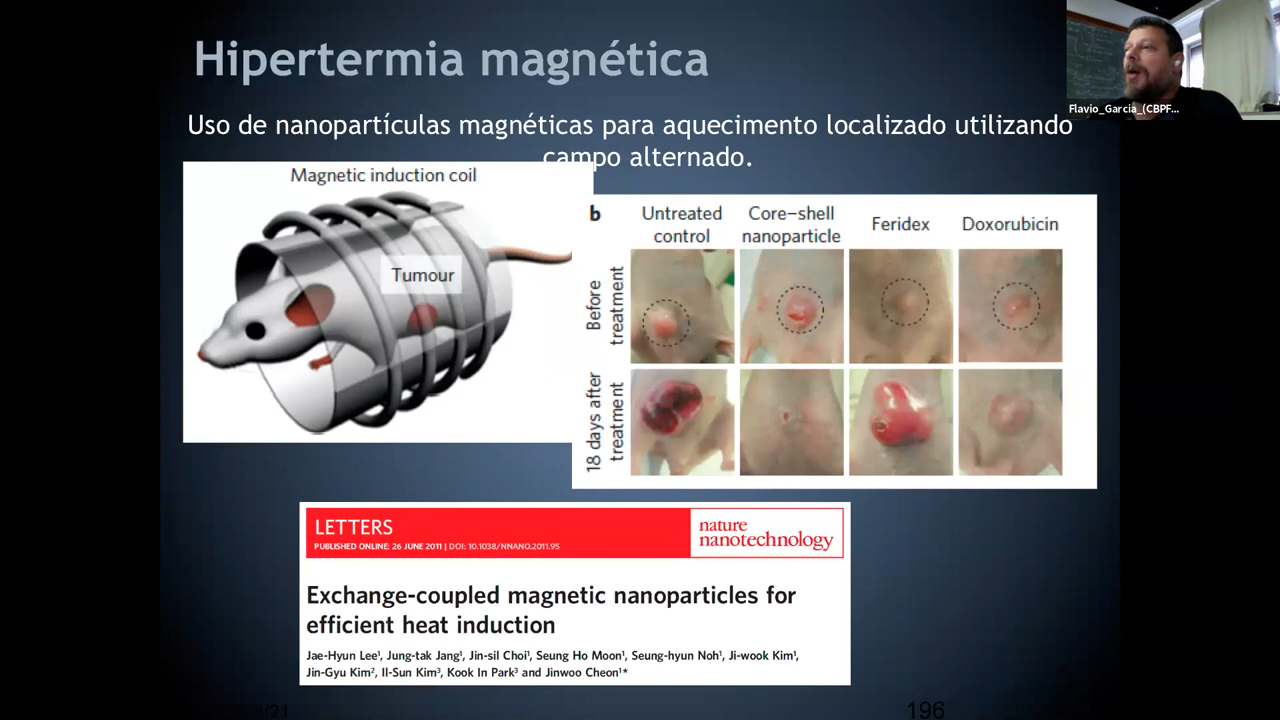 Hipertermia magnética
Flavio_Garcia_(CBPF...
Uso de nanopartículas magnéticas para aquecimento localizado utilizando
campo alternado.
Magnetic induction coil
Tumour
b
Untreated
control
Core–shell
nanoparticle
Feridex
Doxorubicin
Before
treatment
18 days after
treatment
LETTERS
PUBLISHED ONLINE: 26 JUNE 2011 | DOI: 10.1038/NNANO.2011.95
nature
nanotechnology
Exchange-coupled magnetic nanoparticles for
efficient heat induction
Jae-Hyun Lee¹, Jung-tak Jang¹, Jin-sil Choi¹, Seung Ho Moon¹, Seung-hyun Noh¹, Ji-wook Kim¹,
Jin-Gyu Kim², Il-Sun Kim³, Kook In Park³ and Jinwoo Cheon¹*
/21
196